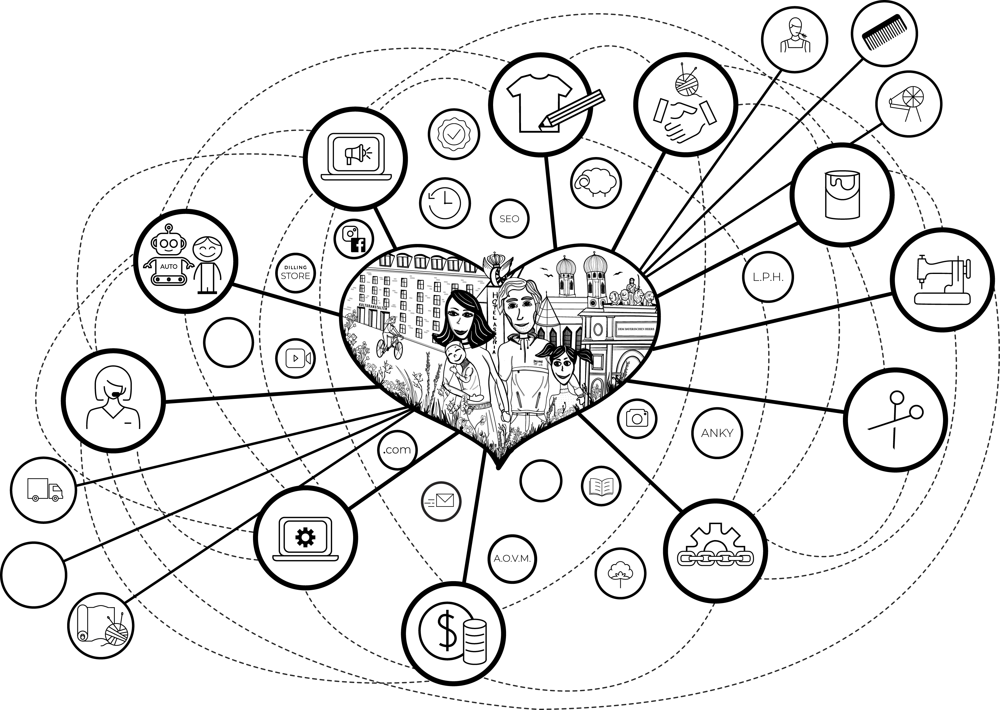 SEO
AUTO
DILLING
STORE
L.P.H.
KULTURANSTALTEN
HOTEL ASTORIA
DEM BAYERISCHEN HEERE
DILLING
ANKY
.com
A.O.V.M.